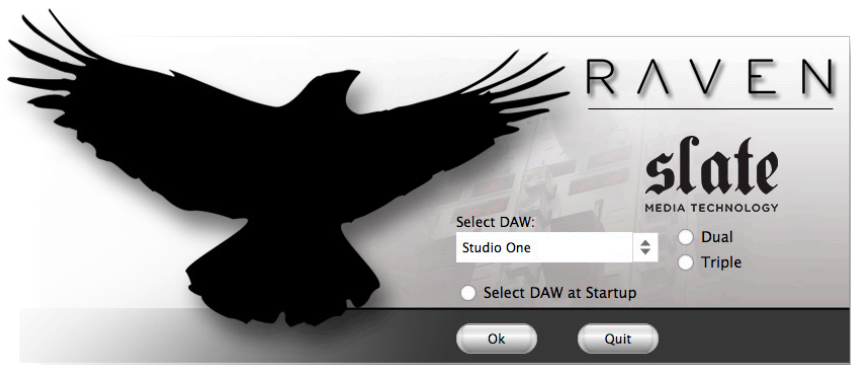 RAVEN
slate
MEDIA TECHNOLOGY
Select DAW:
Studio One
Dual
Triple
Select DAW at Startup
Ok
Quit